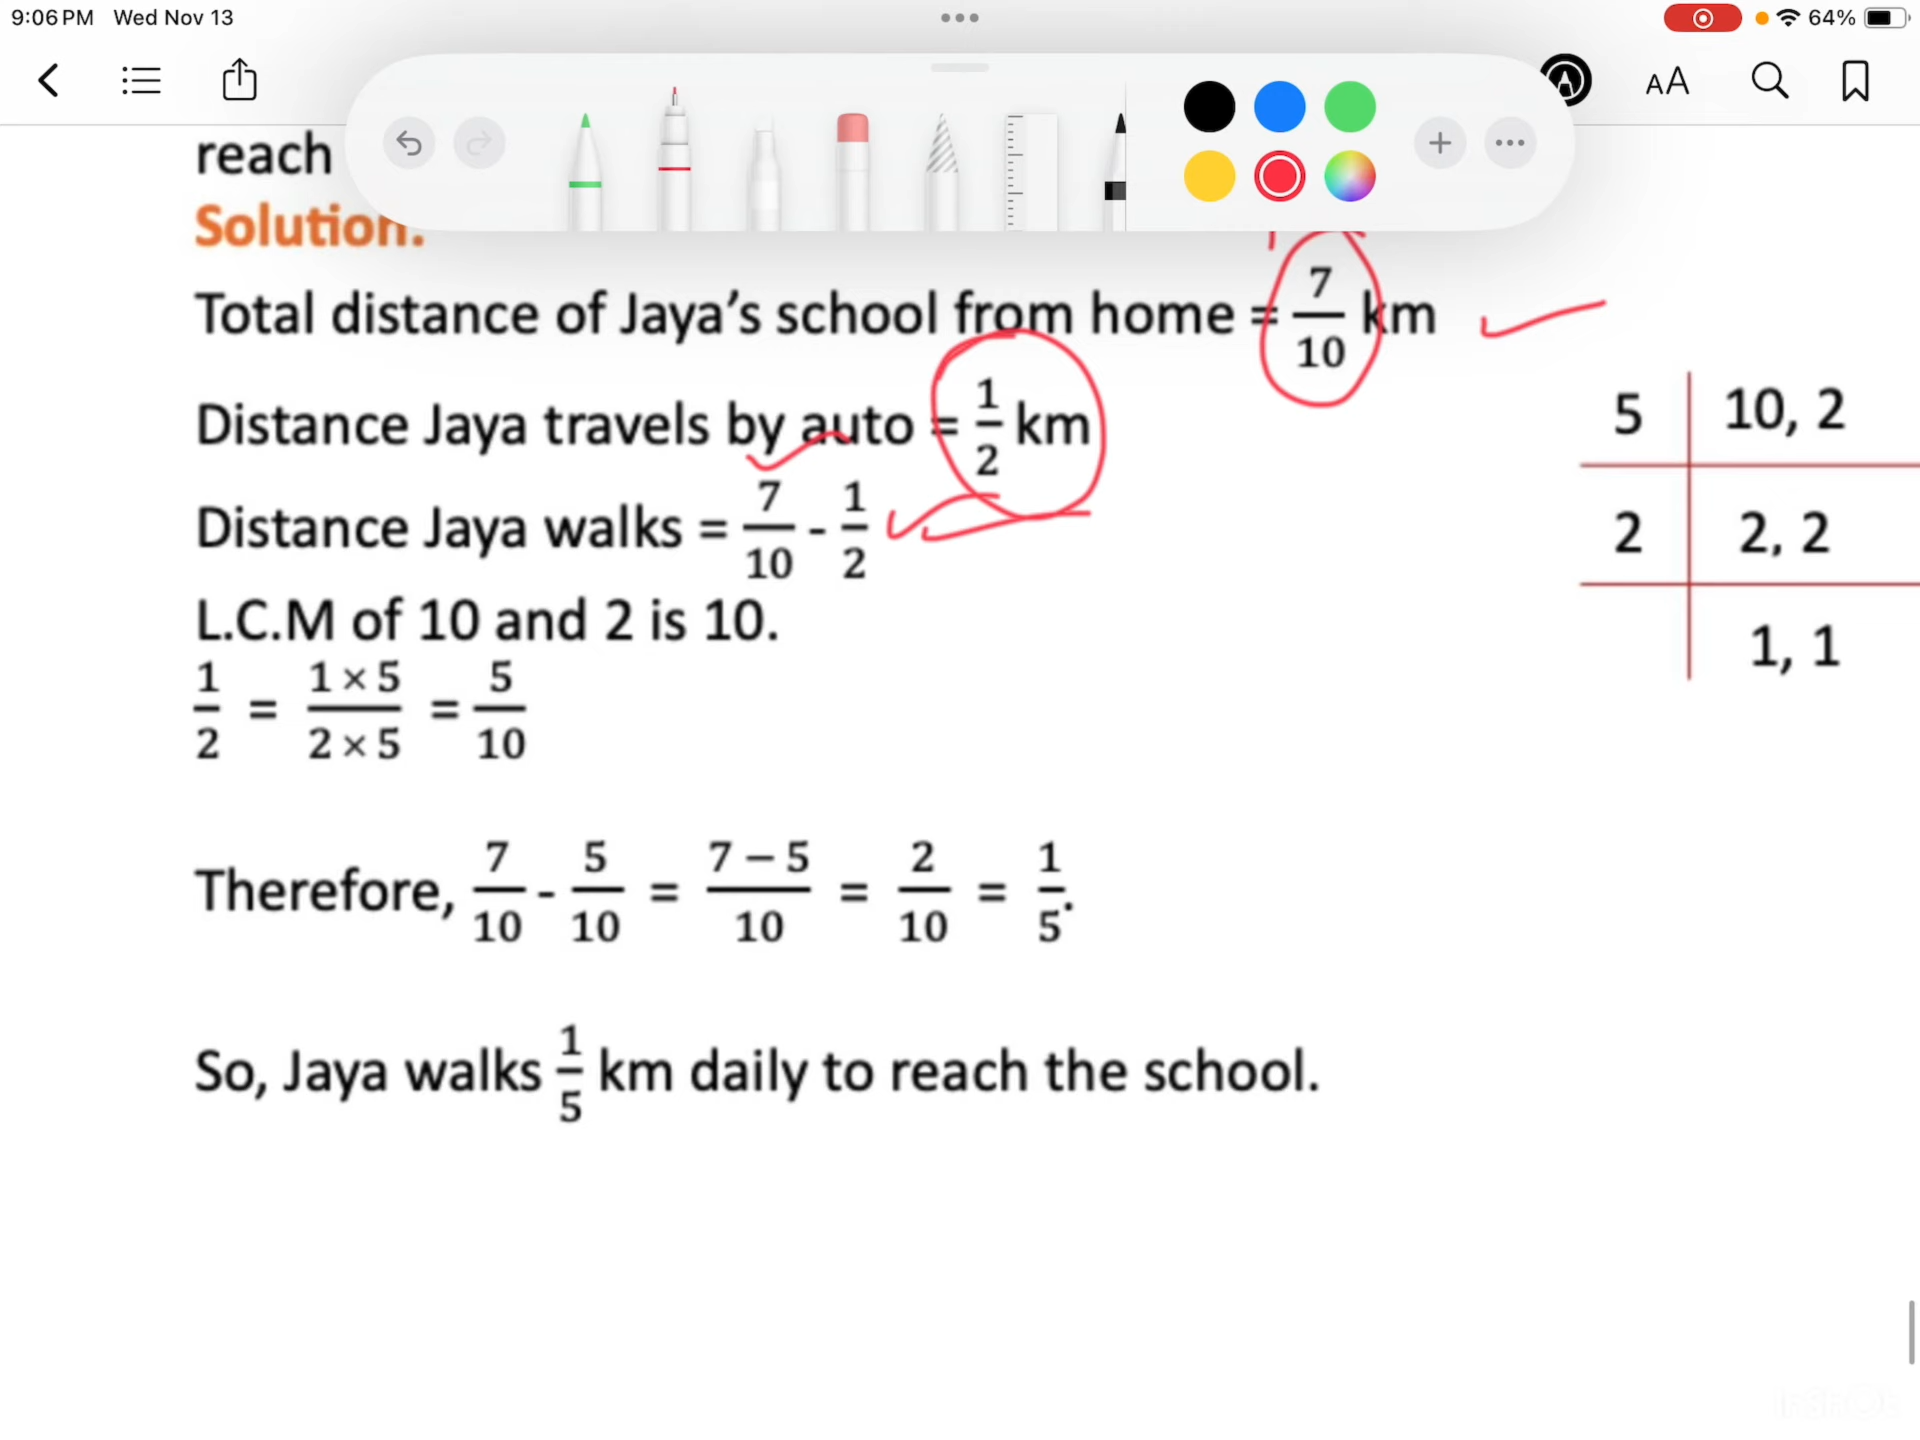 9:06 PM Wed Nov 13
64%
AA
reach
Solution.
Total distance of Jaya's school from home = 7/10 km
Distance Jaya travels by auto = 1/2 km
Distance Jaya walks = 7/10 - 1/2
L.C.M of 10 and 2 is 10.
1/2 = 1 × 5/2 × 5 = 5/10
Therefore, 7/10 - 5/10 = 7 – 5/10 = 2/10 = 1/5.
So, Jaya walks 1/5 km daily to reach the school.
5 | 10, 2
2 | 2, 2
1, 1